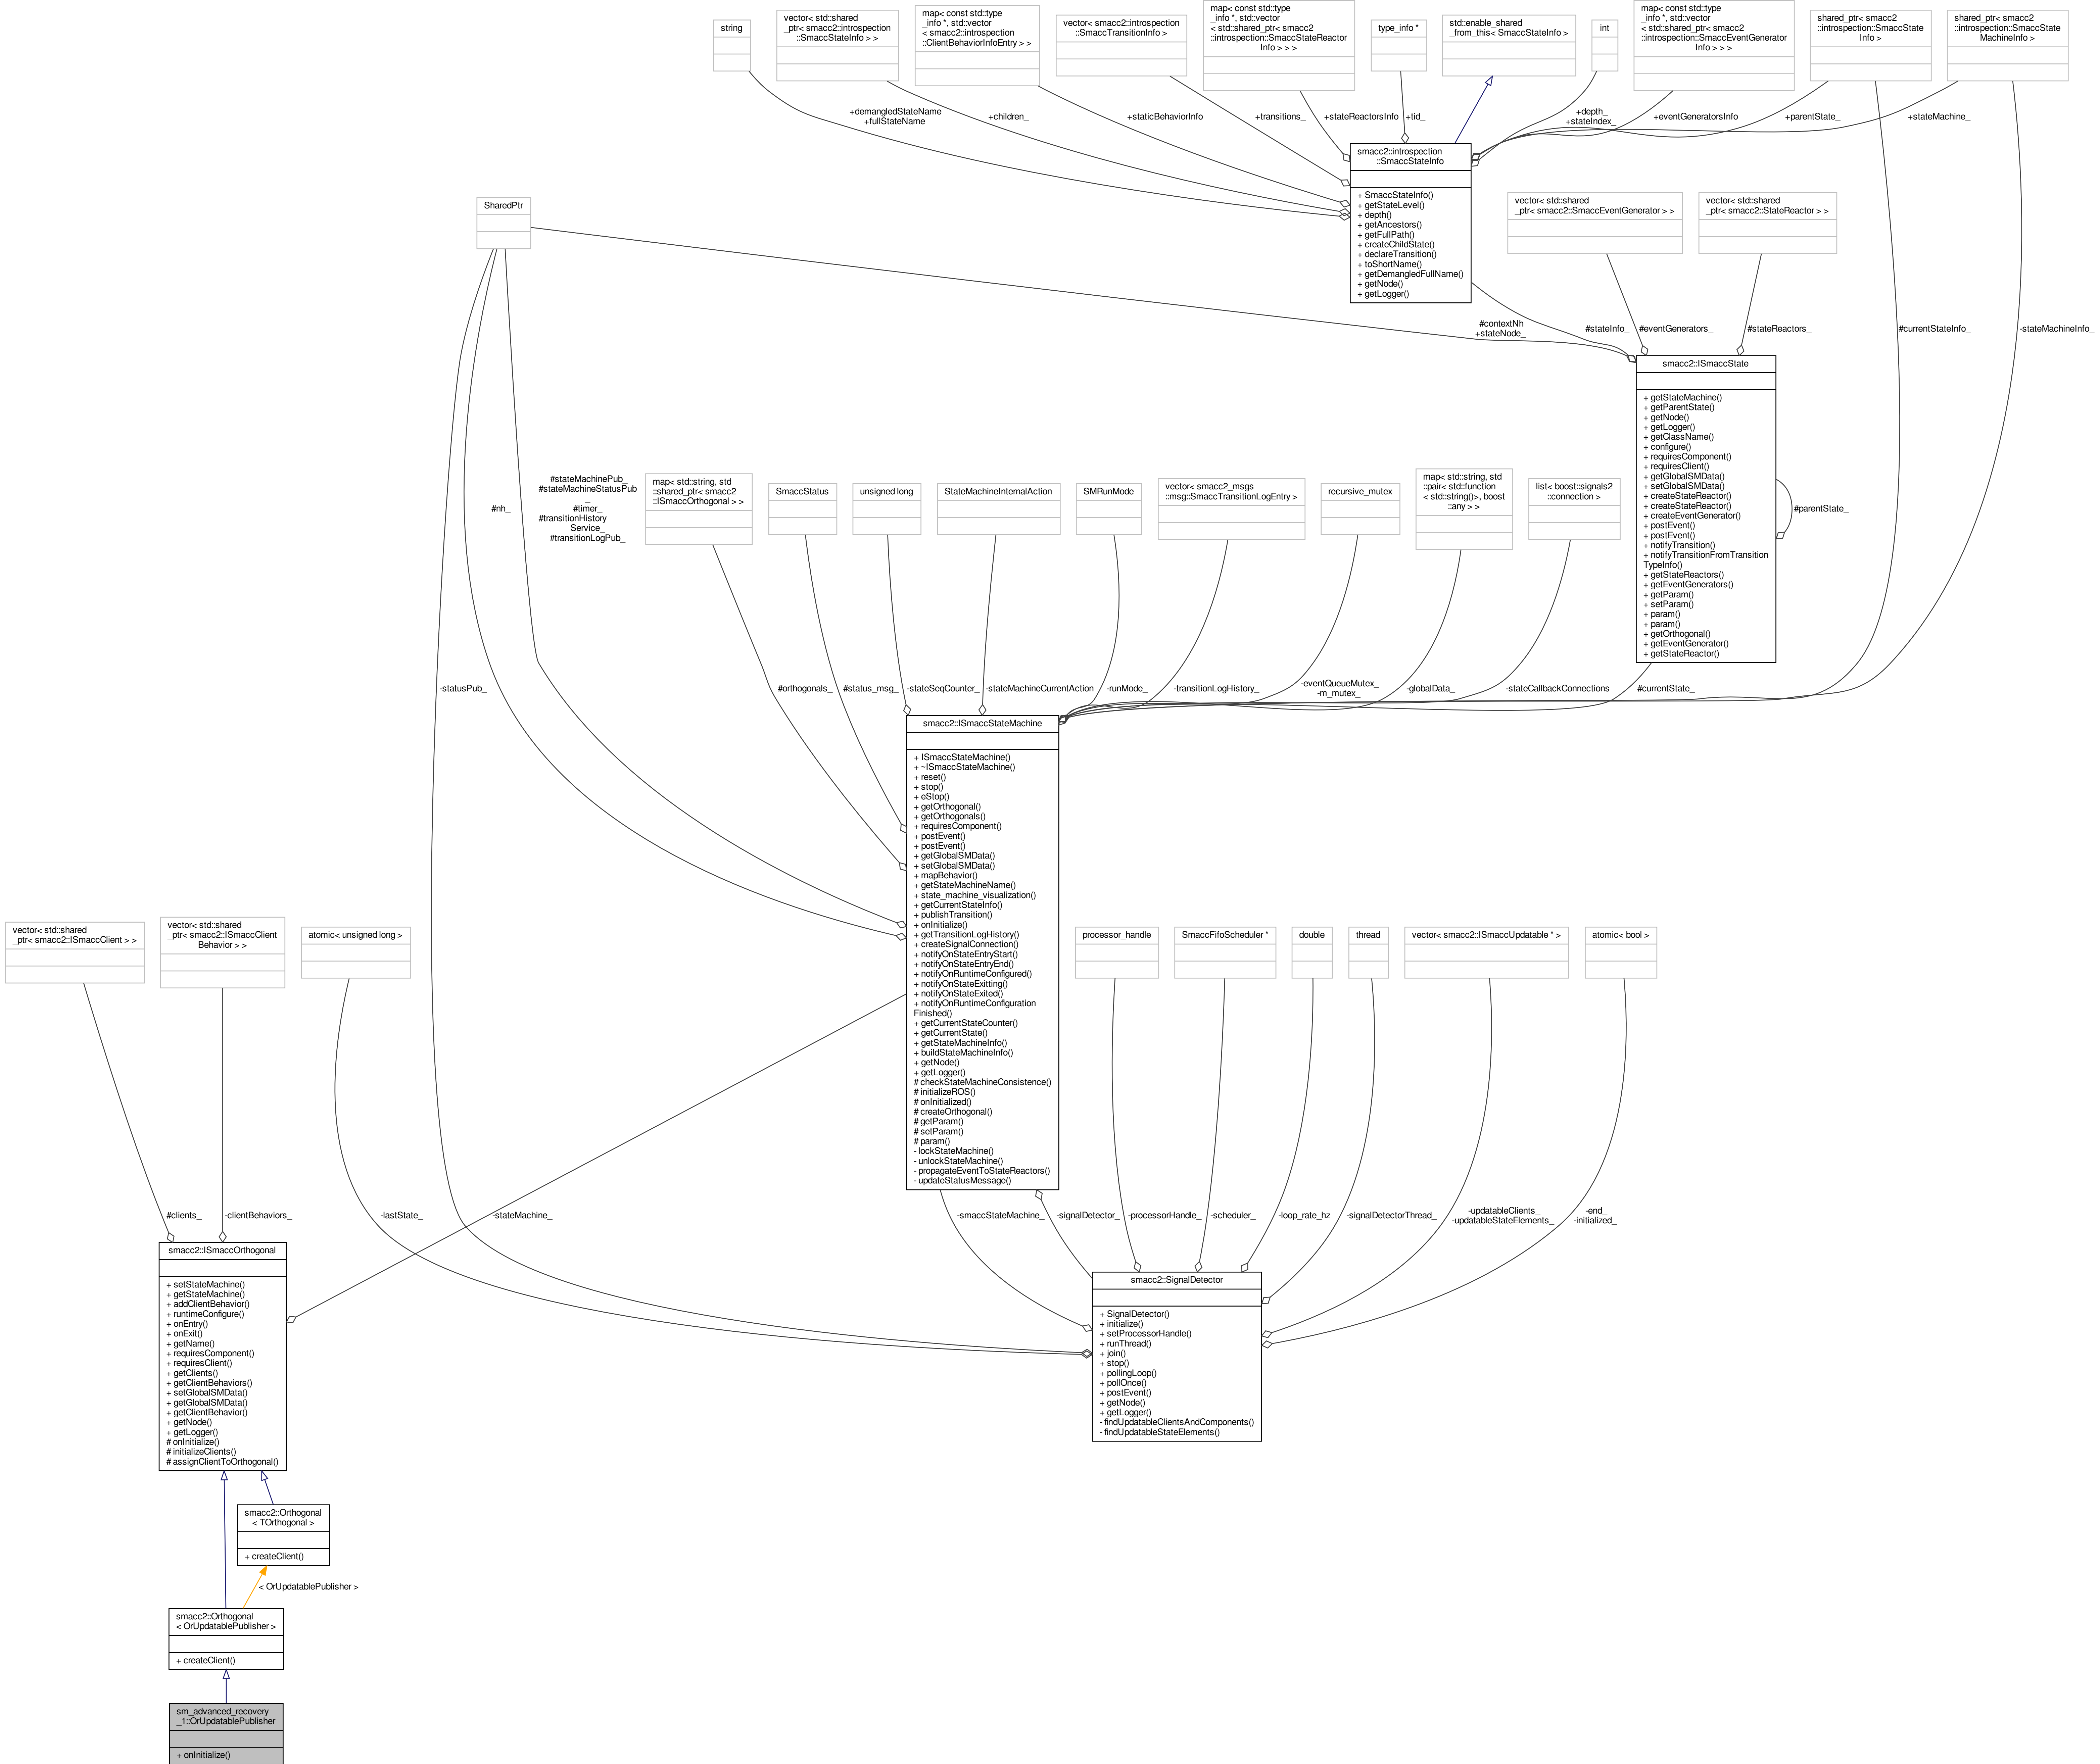 string
vector< std::shared
_ptr< smacc2::introspection
::SmaccStateInfo > >
map< const std::type
_info *, std::vector
< smacc2::introspection
::ClientBehaviorInfoEntry > >
vector< smacc2::introspection
::SmaccTransitionInfo >
map< const std::type
_info *, std::vector
< std::shared_ptr< smacc2
::introspection::SmaccStateReactor
Info > > >
type_info *
std::enable_shared
_from_this< SmaccStateInfo >
int
map< const std::type
_info *, std::vector
< std::shared_ptr< smacc2
::introspection::SmaccEventGenerator
Info > > >
shared_ptr< smacc2
::introspection::SmaccState
Info >
shared_ptr< smacc2
::introspection::SmaccState
MachineInfo >
+demangledStateName
+fullStateName
+children_
+staticBehaviorInfo
+transitions_
+stateReactorsInfo
+tid_
+depth_
+stateIndex_
+eventGeneratorsInfo
+parentState_
+stateMachine_
smacc2::introspection
::SmaccStateInfo
+ SmaccStateInfo()
+ getStateLevel()
+ depth()
+ getAncestors()
+ getFullPath()
+ createChildState()
+ declareTransition()
+ toShortName()
+ getDemangledFullName()
+ getNode()
+ getLogger()
SharedPtr
vector< std::shared
_ptr< smacc2::SmaccEventGenerator > >
vector< std::shared
_ptr< smacc2::StateReactor > >
#contextNh
+stateNode_
#stateInfo_
#eventGenerators_
#stateReactors_
#currentStateInfo_
-stateMachineInfo_
smacc2::ISmaccState
+ getStateMachine()
+ getParentState()
+ getNode()
+ getLogger()
+ getClassName()
+ configure()
+ requiresComponent()
+ requiresClient()
+ getGlobalSMData()
+ setGlobalSMData()
+ createStateReactor()
+ createStateReactor()
+ createEventGenerator()
+ postEvent()
+ postEvent()
+ notifyTransition()
+ notifyTransitionFromTransition
TypeInfo()
+ getStateReactors()
+ getEventGenerators()
+ getParam()
+ setParam()
+ param()
+ param()
+ getOrthogonal()
+ getEventGenerator()
+ getStateReactor()
#parentState_
#nh_
#stateMachinePub_
#stateMachineStatusPub
_
#timer_
#transitionHistory
Service_
#transitionLogPub_
map< std::string, std
::shared_ptr< smacc2
::ISmaccOrthogonal > >
SmaccStatus
unsigned long
StateMachineInternalAction
SMRunMode
vector< smacc2_msgs
::msg::SmaccTransitionLogEntry >
recursive_mutex
map< std::string, std
::pair< std::function
< std::string()>, boost
::any > >
list< boost::signals2
::connection >
-statusPub_
#orthogonals_
#status_msg_
-stateSeqCounter_
-stateMachineCurrentAction
-runMode_
-transitionLogHistory_
-eventQueueMutex_
-m_mutex_
-globalData_
-stateCallbackConnections
#currentState_
smacc2::ISmaccStateMachine
+ ISmaccStateMachine()
+ ~ISmaccStateMachine()
+ reset()
+ stop()
+ eStop()
+ getOrthogonal()
+ getOrthogonals()
+ requiresComponent()
+ postEvent()
+ postEvent()
+ getGlobalSMData()
+ setGlobalSMData()
+ mapBehavior()
+ getStateMachineName()
+ state_machine_visualization()
+ getCurrentStateInfo()
+ publishTransition()
+ onInitialize()
+ getTransitionLogHistory()
+ createSignalConnection()
+ notifyOnStateEntryStart()
+ notifyOnStateEntryEnd()
+ notifyOnRuntimeConfigured()
+ notifyOnStateExitting()
+ notifyOnStateExited()
+ notifyOnRuntimeConfiguration
Finished()
+ getCurrentStateCounter()
+ getCurrentState()
+ getStateMachineInfo()
+ buildStateMachineInfo()
+ getNode()
+ getLogger()
# checkStateMachineConsistence()
# initializeROS()
# onInitialized()
# createOrthogonal()
# getParam()
# setParam()
# param()
- lockStateMachine()
- unlockStateMachine()
- propagateEventToStateReactors()
- updateStatusMessage()
vector< std::shared
_ptr< smacc2::ISmaccClient > >
vector< std::shared
_ptr< smacc2::ISmaccClient
Behavior > >
atomic< unsigned long >
processor_handle
SmaccFifoScheduler *
double
thread
vector< smacc2::ISmaccUpdatable * >
atomic< bool >
#clients_
-clientBehaviors_
-lastState_
-stateMachine_
-smaccStateMachine_
-signalDetector_
-processorHandle_
-scheduler_
-loop_rate_hz
-signalDetectorThread_
-updatableClients_
-updatableStateElements_
-end_
-initialized_
smacc2::ISmaccOrthogonal
+ setStateMachine()
+ getStateMachine()
+ addClientBehavior()
+ runtimeConfigure()
+ onEntry()
+ onExit()
+ getName()
+ requiresComponent()
+ requiresClient()
+ getClients()
+ getClientBehaviors()
+ setGlobalSMData()
+ getGlobalSMData()
+ getClientBehavior()
+ getNode()
+ getLogger()
# onInitialize()
# initializeClients()
# assignClientToOrthogonal()
smacc2::SignalDetector
+ SignalDetector()
+ initialize()
+ setProcessorHandle()
+ runThread()
+ join()
+ stop()
+ pollingLoop()
+ pollOnce()
+ postEvent()
+ getNode()
+ getLogger()
- findUpdatableClientsAndComponents()
- findUpdatableStateElements()
smacc2::Orthogonal
< TOrthogonal >
+ createClient()
< OrUpdatablePublisher >
smacc2::Orthogonal
< OrUpdatablePublisher >
+ createClient()
sm_advanced_recovery
_1::OrUpdatablePublisher
+ onInitialize()